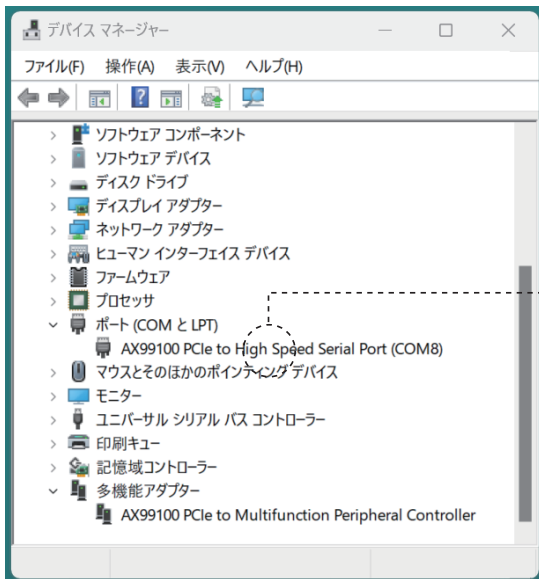 デバイス マネージャー
ファイル(F) 操作(A) 表示(V) ヘルプ(H)
ソフトウェア コンポーネント
ソフトウェア デバイス
ディスク ドライブ
ディスプレイ アダプター
ネットワーク アダプター
ヒューマン インターフェイス デバイス
ファームウェア
プロセッサ
ポート (COM と LPT)
AX99100 PCIe to High Speed Serial Port (COM8)
マウスとそのほかのポインティング デバイス
モニター
ユニバーサル シリアル バス コントローラー
印刷キュー
記憶域コントローラー
多機能アダプター
AX99100 PCIe to Multifunction Peripheral Controller